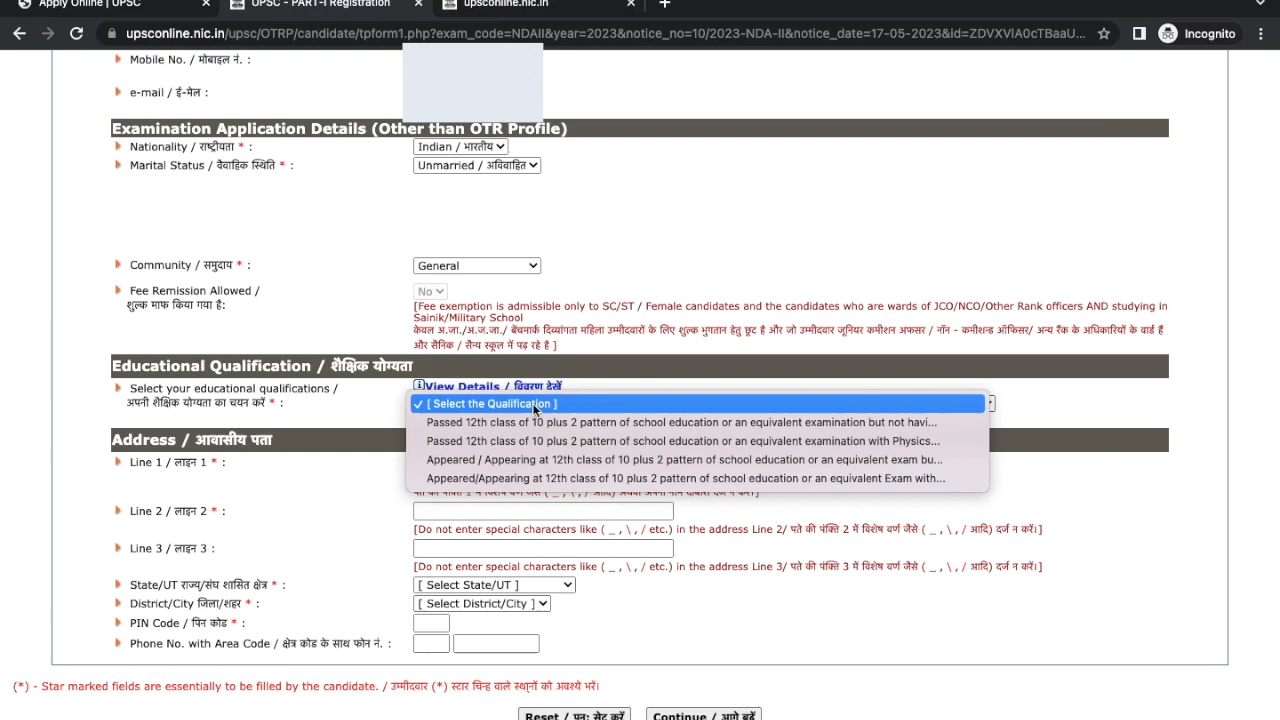 Apply Online | UPSC
UPSC - PART-I Registration
upsconline.nic.in
upsconline.nic.in/upsc/OTRP/candidate/tpform1.php?exam_code=NDAII&year=2023&notice_no=10/2023-NDA-II&notice_date=17-05-2023&id=ZDVXVlA0cTBaaU...
Incognito
Mobile No. / मोबाइल नं. :
e-mail / ई-मेल :
Examination Application Details (Other than OTR Profile)
Nationality / राष्ट्रीयता * : Indian / भारतीय
Marital Status / वैवाहिक स्थिति * : Unmarried / अविवाहित
Community / समुदाय * : General
Fee Remission Allowed / No
शुल्क माफ किया गया है:
[Fee exemption is admissible only to SC/ST / Female candidates and the candidates who are wards of JCO/NCO/Other Rank officers AND studying in
Sainik/Military School
केवल अ.जा./अ.ज.जा./ बेंचमार्क दिव्यांगता महिला उम्मीदवारों के लिए शुल्क भुगतान हेतु छूट है और जो उम्मीदवार जूनियर कमीशन अफसर / नॉन - कमीशन्ड ऑफिसर/ अन्य रैंक के अधिकारियों के वार्ड हैं
और सैनिक / सैन्य स्कूल में पढ़ रहे है ]
Educational Qualification / शैक्षिक योग्यता
Select your educational qualifications / View Details / विवरण देखें
अपनी शैक्षिक योग्यता का चयन करें * :
✓ [ Select the Qualification ]
Passed 12th class of 10 plus 2 pattern of school education or an equivalent examination but not havi...
Passed 12th class of 10 plus 2 pattern of school education or an equivalent examination with Physics...
Appeared / Appearing at 12th class of 10 plus 2 pattern of school education or an equivalent exam bu...
Appeared/Appearing at 12th class of 10 plus 2 pattern of school education or an equivalent Exam with...
Address / आवासीय पता
Line 1 / लाइन 1 * :
Line 2 / लाइन 2 * :
[Do not enter special characters like ( _ , \ , / etc.) in the address Line 2/ पते की पंक्ति 2 में विशेष वर्ण जैसे ( _ , \ , / आदि) दर्ज न करें।]
Line 3 / लाइन 3 :
[Do not enter special characters like ( _ , \ , / etc.) in the address Line 3/ पते की पंक्ति 3 में विशेष वर्ण जैसे ( _ , \ , / आदि) दर्ज न करें।]
State/UT राज्य/संघ शासित क्षेत्र * : [ Select State/UT ]
District/City जिला/शहर * : [ Select District/City ]
PIN Code / पिन कोड * :
Phone No. with Area Code / क्षेत्र कोड के साथ फोन नं. :
(*) - Star marked fields are essentially to be filled by the candidate. / उम्मीदवार (*) स्टार चिन्ह वाले स्थानों को अवश्ये भरें।
Reset / पुनः सेट करें Continue / आगे बढ़ें